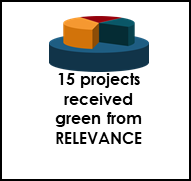 15 projects
received
green from
RELEVANCE